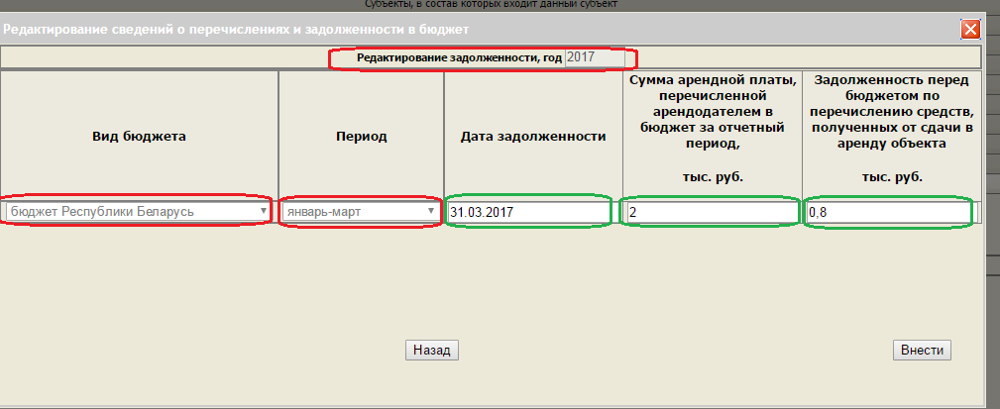 Субъекты, в состав которых входит данный субъект
Редактирование сведений о перечислениях и задолженности в бюджет
Редактирование задолженности, год 2017
Вид бюджета
Период
Дата задолженности
Сумма арендной платы,
перечисленной
арендодателем в
бюджет за отчетный
период,
тыс. руб.
Задолженность перед
бюджетом по
перечислению средств,
полученных от сдачи в
аренду объекта
тыс. руб.
бюджет Республики Беларусь
январь-март
31.03.2017
2
0,8
Назад
Внести